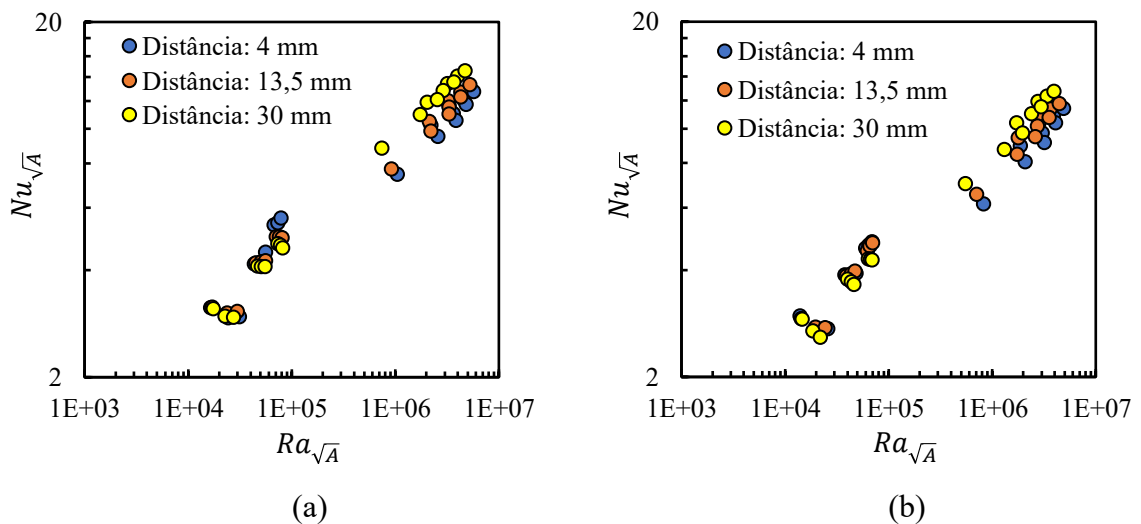 20
Distância: 4 mm
Distância: 13,5 mm
Distância: 30 mm
Nu√A
2
1E+03 1E+04 1E+05 1E+06 1E+07
Ra√A
(a)
20
Distância: 4 mm
Distância: 13,5 mm
Distância: 30 mm
Nu√A
2
1E+03 1E+04 1E+05 1E+06 1E+07
Ra√A
(b)